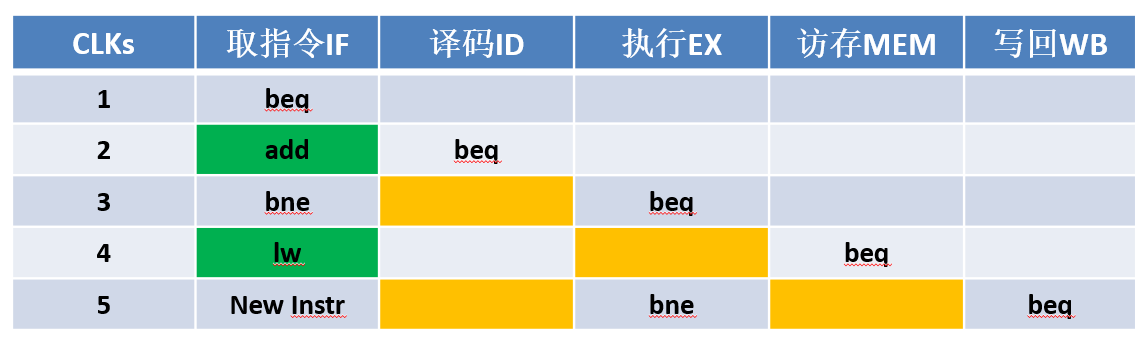 CLKs 取指令IF 译码ID 执行EX 访存MEM 写回WB
1 beq
2 add beq
3 bne beq
4 lw beq
5 New Instr bne beq